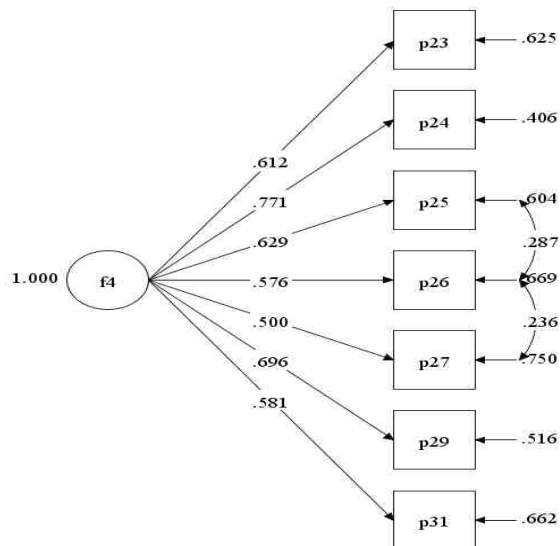 p23
.625
p24
.406
.612
.771
p25
.604
.629
.287
1.000
f4
.576
p26
.669
.500
.236
p27
.750
.696
.581
p29
.516
p31
.662